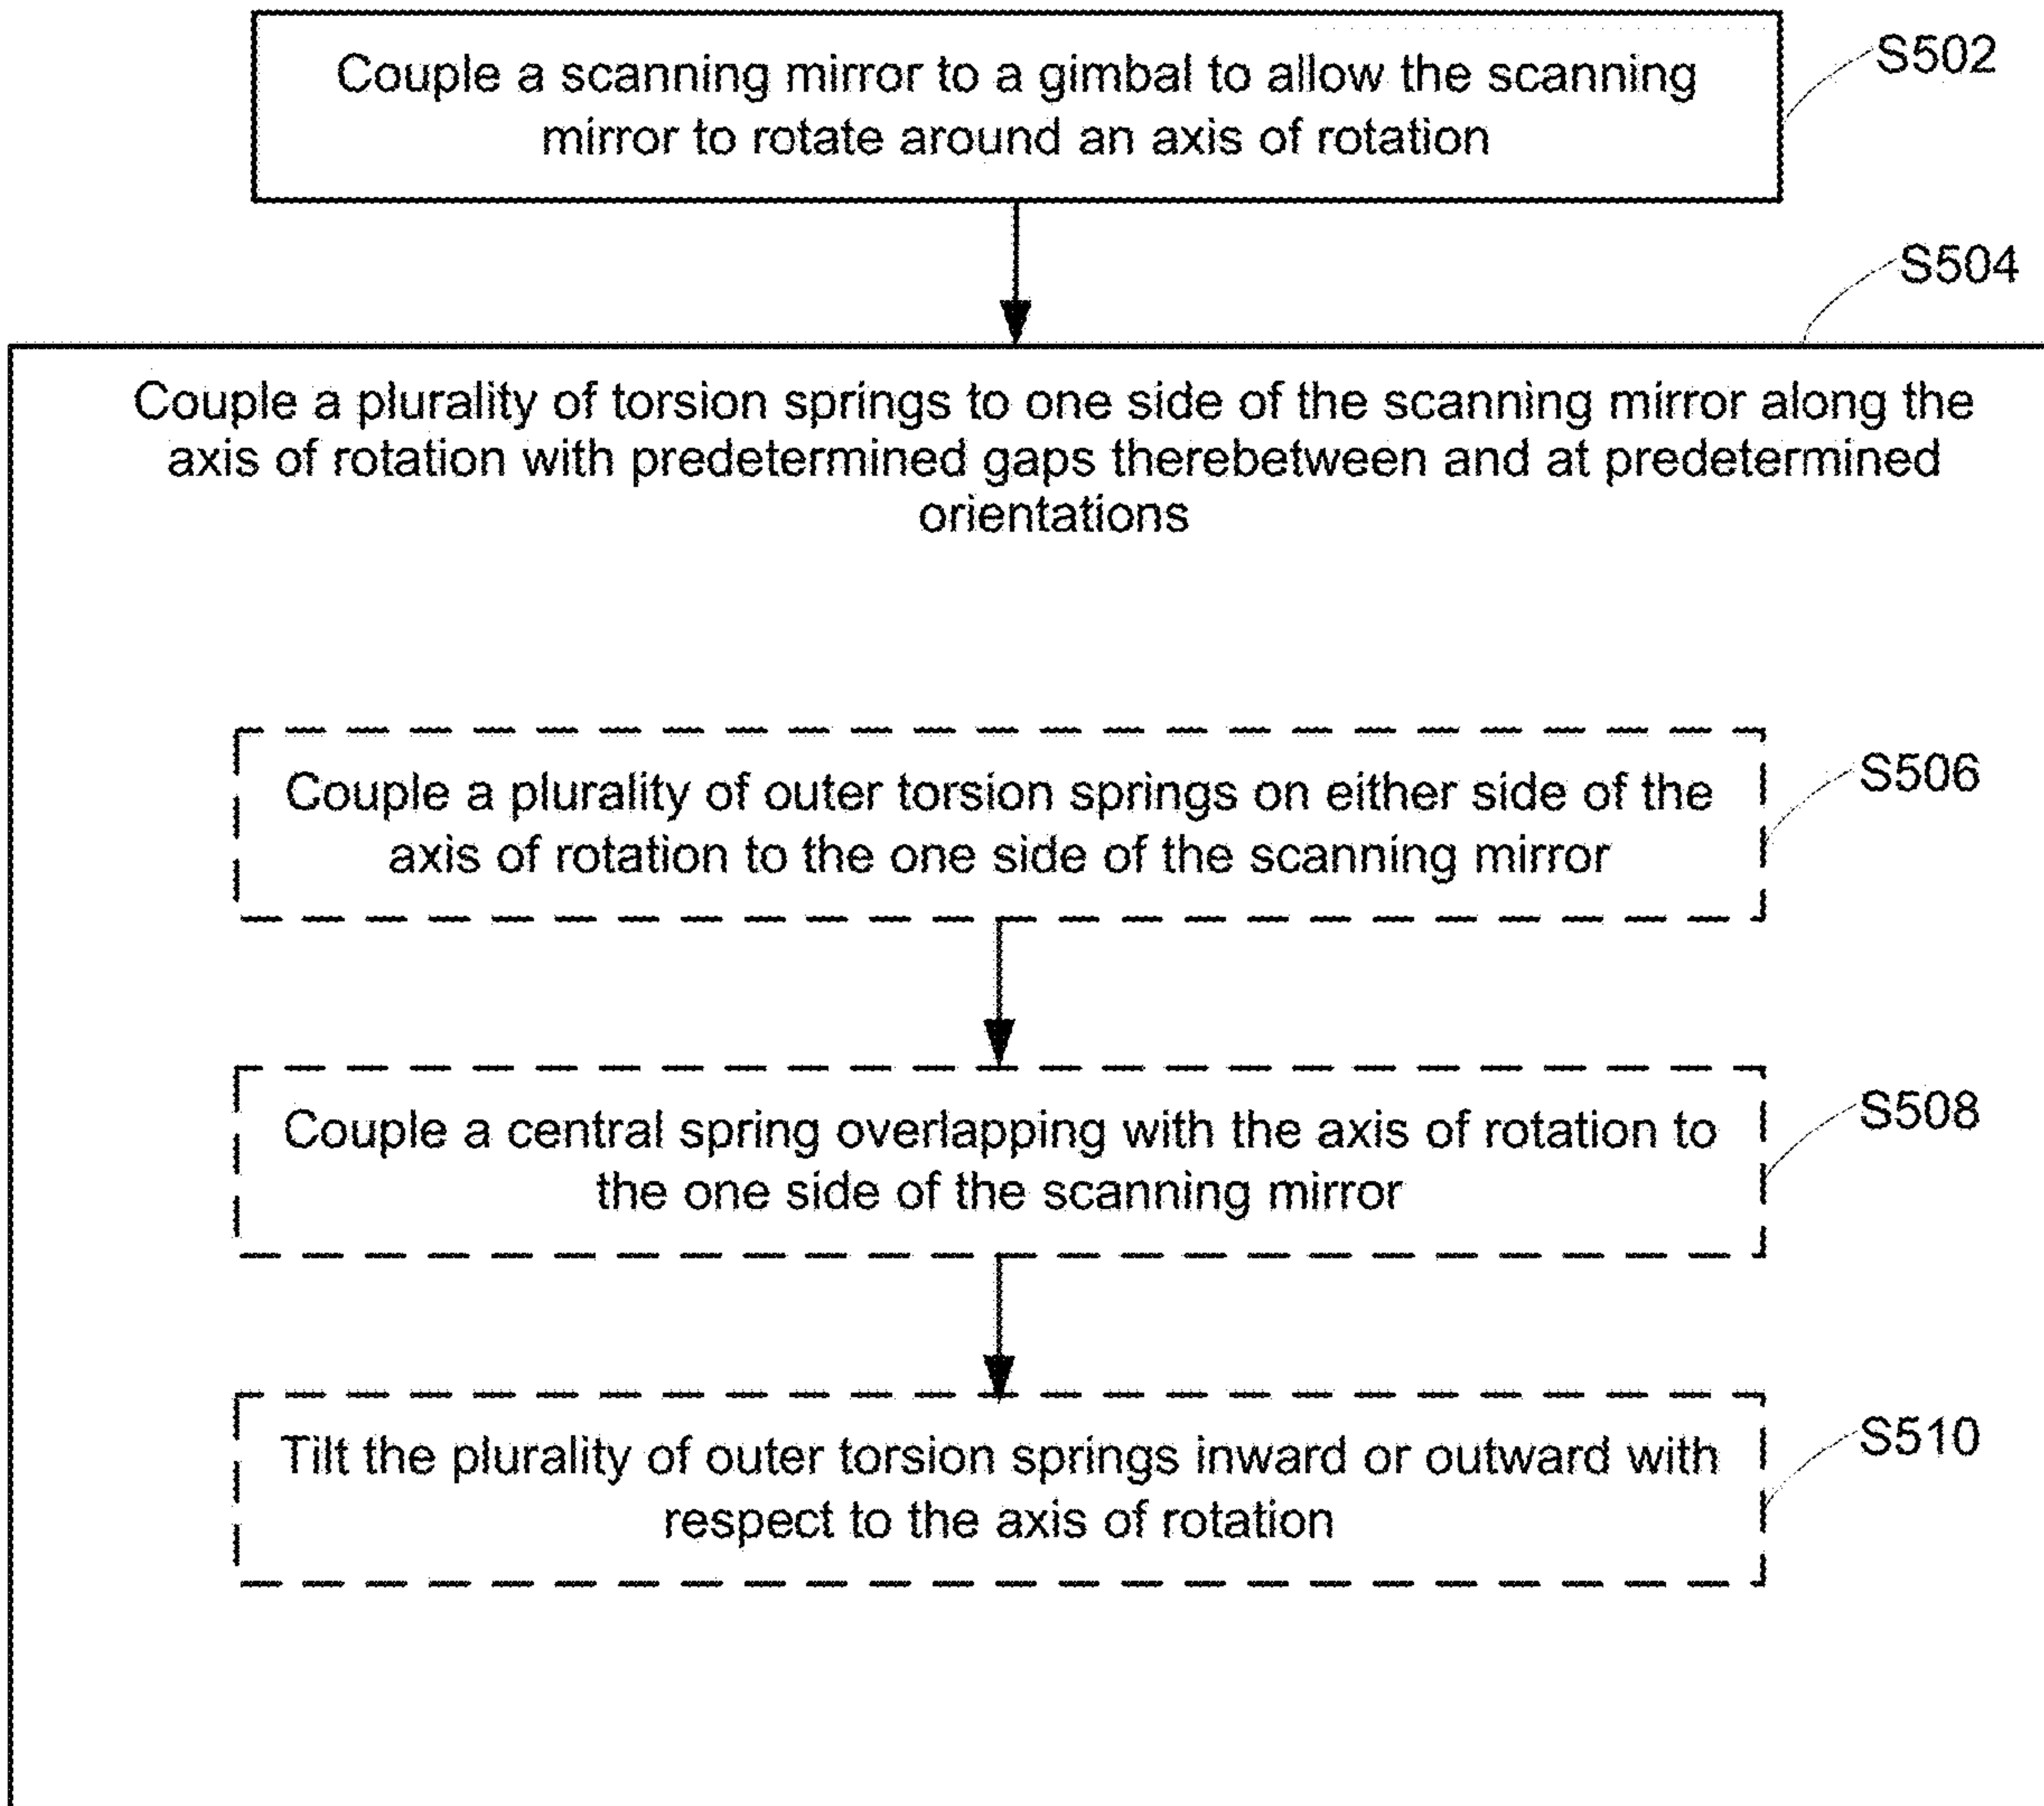 Couple a scanning mirror to a gimbal to allow the scanning
mirror to rotate around an axis of rotation
S502
S504
Couple a plurality of torsion springs to one side of the scanning mirror along the
axis of rotation with predetermined gaps therebetween and at predetermined
orientations
Couple a plurality of outer torsion springs on either side of the
axis of rotation to the one side of the scanning mirror
S506
Couple a central spring overlapping with the axis of rotation to
the one side of the scanning mirror
S508
Tilt the plurality of outer torsion springs inward or outward with
respect to the axis of rotation
S510